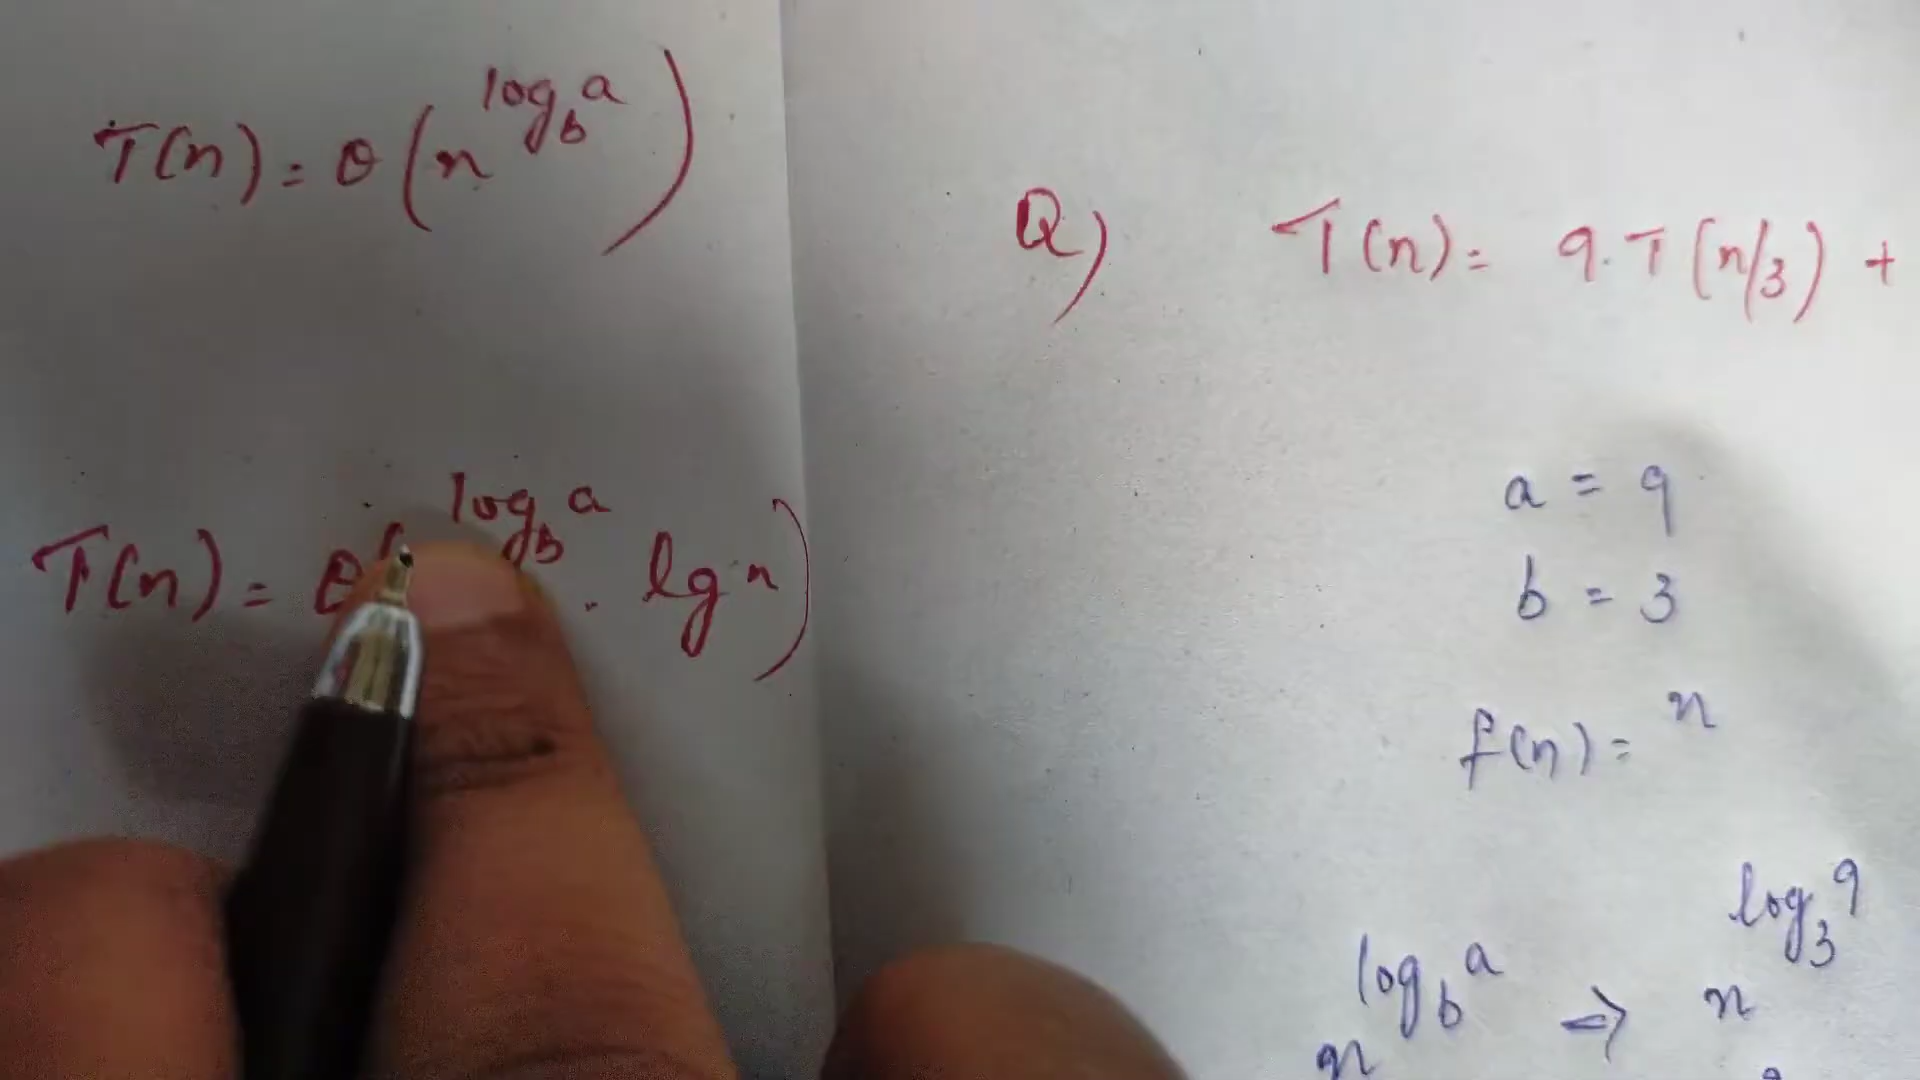 T(n) = θ(n^log_b a)
T(n) = θ( log_b a . lg n)
Q) T(n) = 9.T(n/3) +
a = 9
b = 3
f(n) = n
n^log_b a ⇒ n^log_3 9